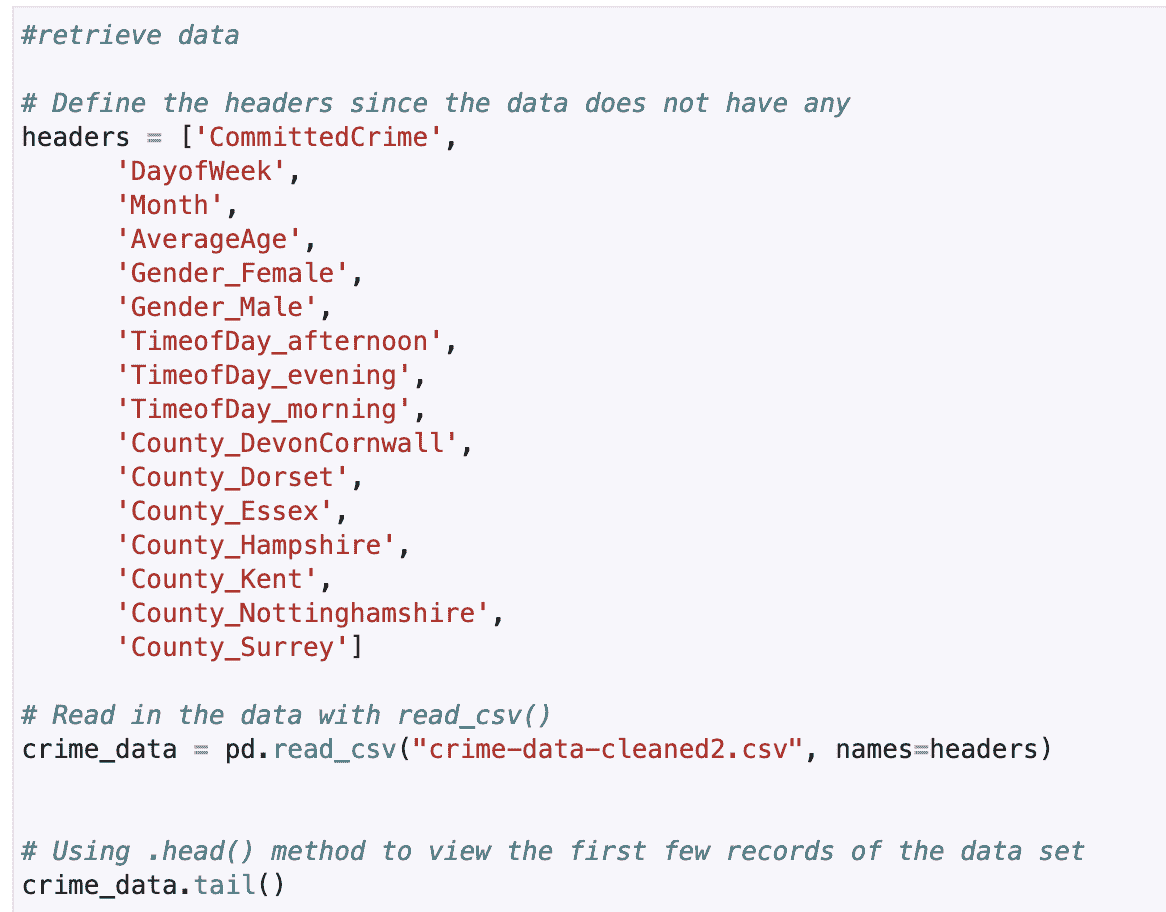 #retrieve data
# Define the headers since the data does not have any
headers = ['CommittedCrime',
'DayofWeek',
'Month',
'AverageAge',
'Gender_Female',
'Gender_Male',
'TimeofDay_afternoon',
'TimeofDay_evening',
'TimeofDay_morning',
'County_DevonCornwall',
'County_Dorset',
'County_Essex',
'County_Hampshire',
'County_Kent',
'County_Nottinghamshire',
'County_Surrey']
# Read in the data with read_csv()
crime_data = pd.read_csv("crime-data-cleaned2.csv", names=headers)
# Using .head() method to view the first few records of the data set
crime_data.tail()